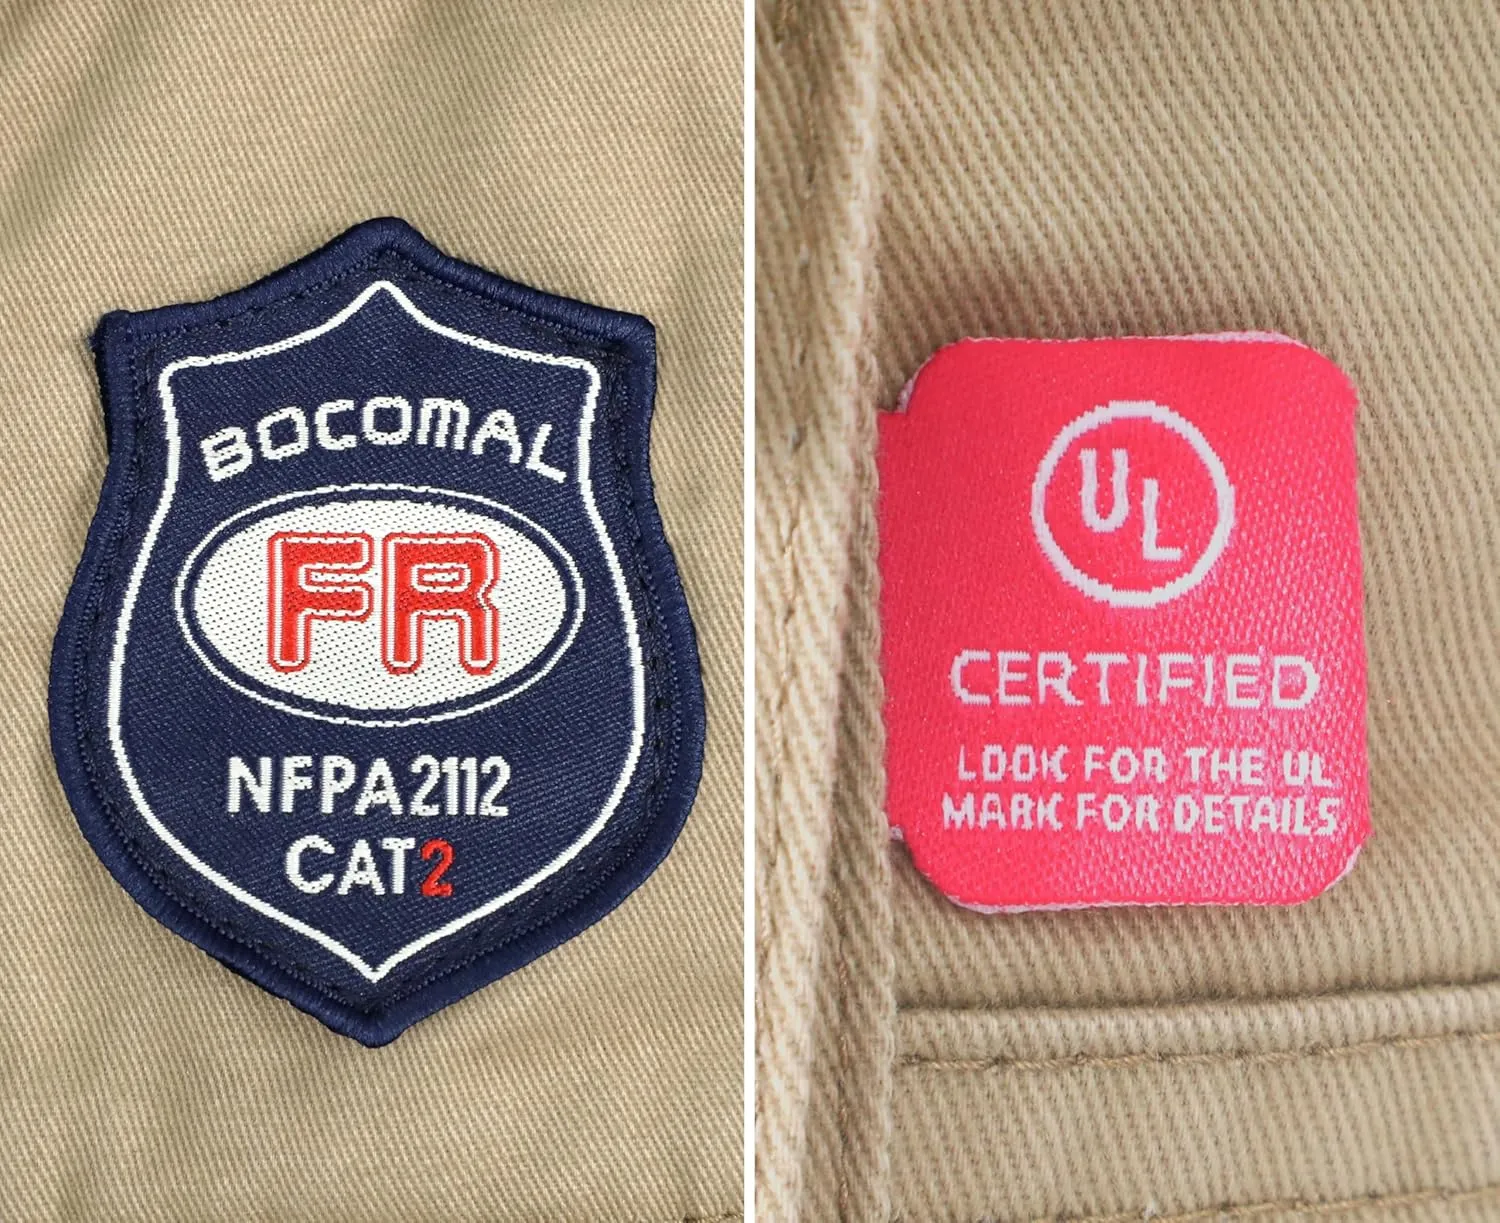 BOCOMAL
FR
NFPA2112
CAT2
UL
CERTIFIED
LOOK FOR THE UL
MARK FOR DETAILS